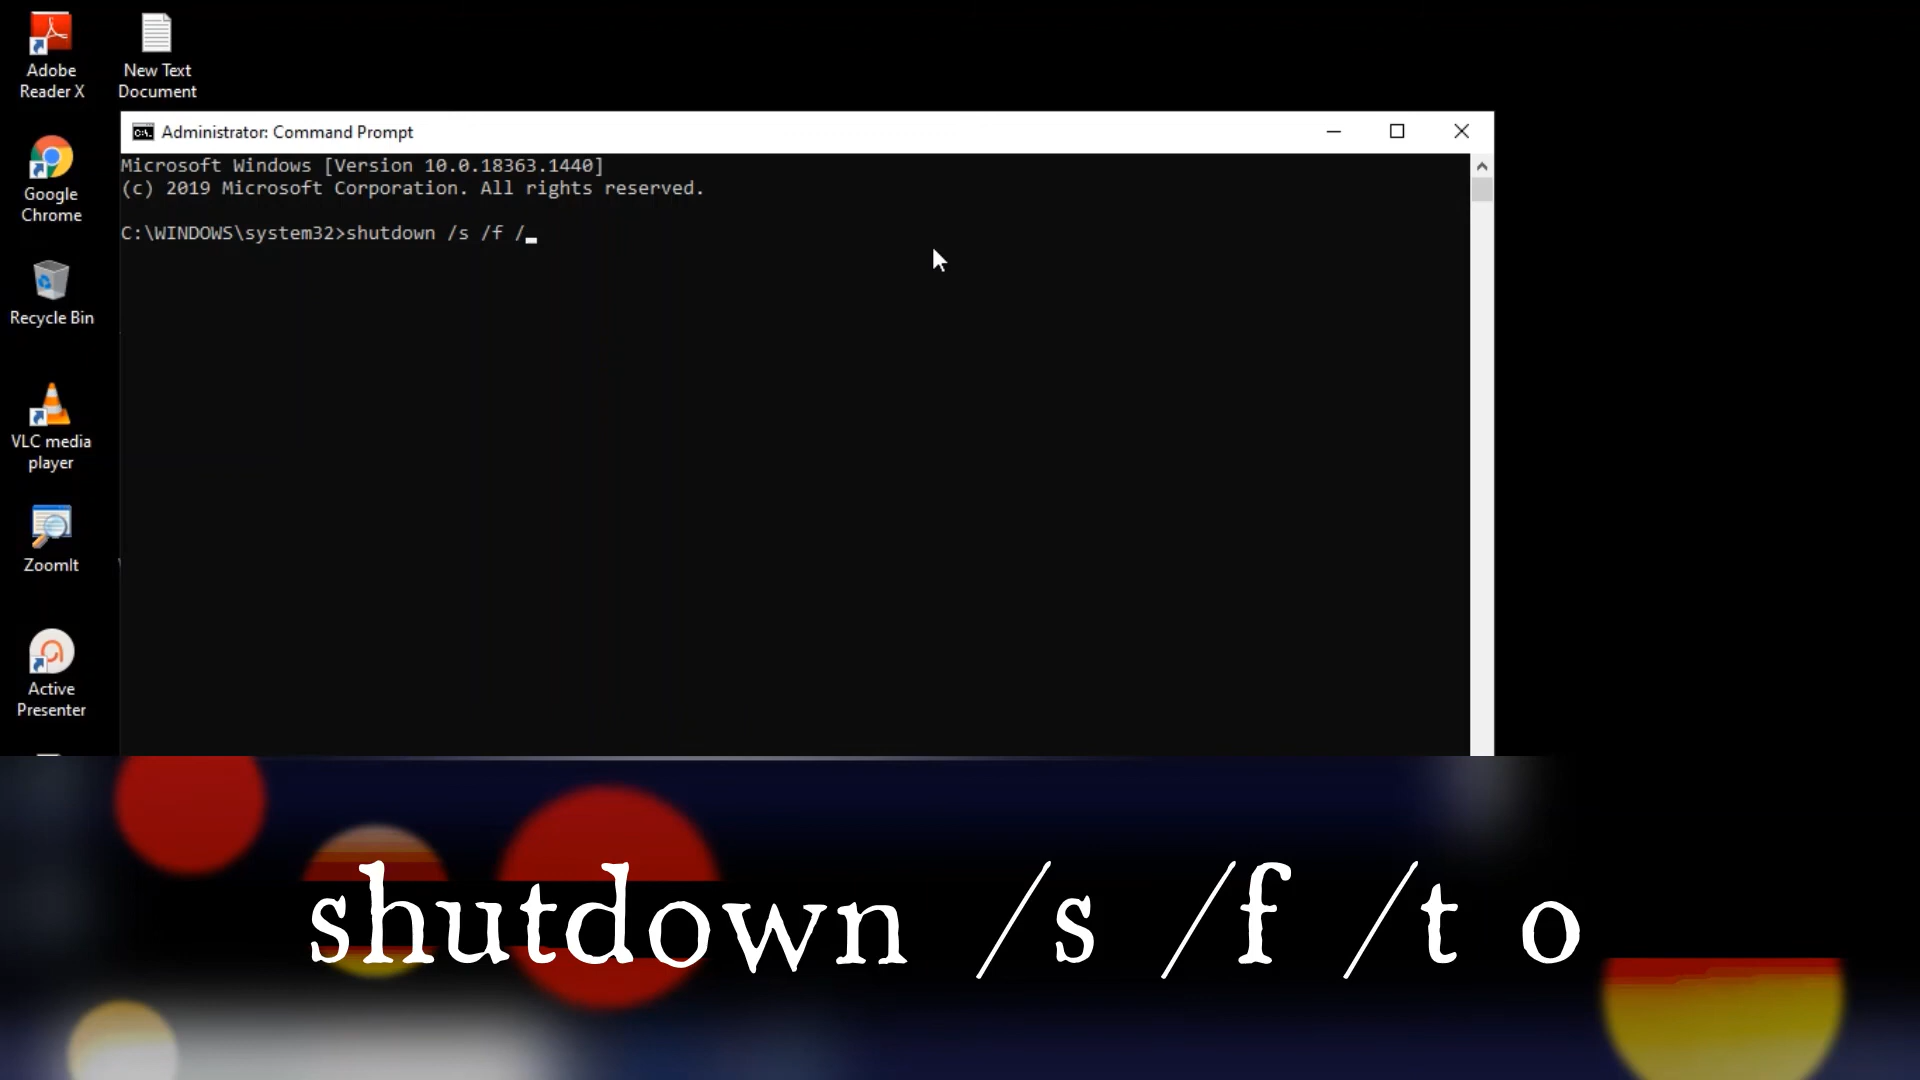 Adobe
Reader X
New Text
Document
Administrator: Command Prompt
Microsoft Windows [Version 10.0.18363.1440]
(c) 2019 Microsoft Corporation. All rights reserved.
C:\WINDOWS\system32>shutdown /s /f /
Google
Chrome
Recycle Bin
VLC media
player
ZoomIt
Active
Presenter
shutdown /s /f /t o